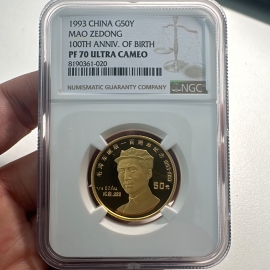 1993 CHINA G50Y
MAO ZEDONG
100TH ANNIV. OF BIRTH
PF 70 ULTRA CAMEO
8190361-020
NUMISMATIC GUARANTY COMPANY
NGC
50元